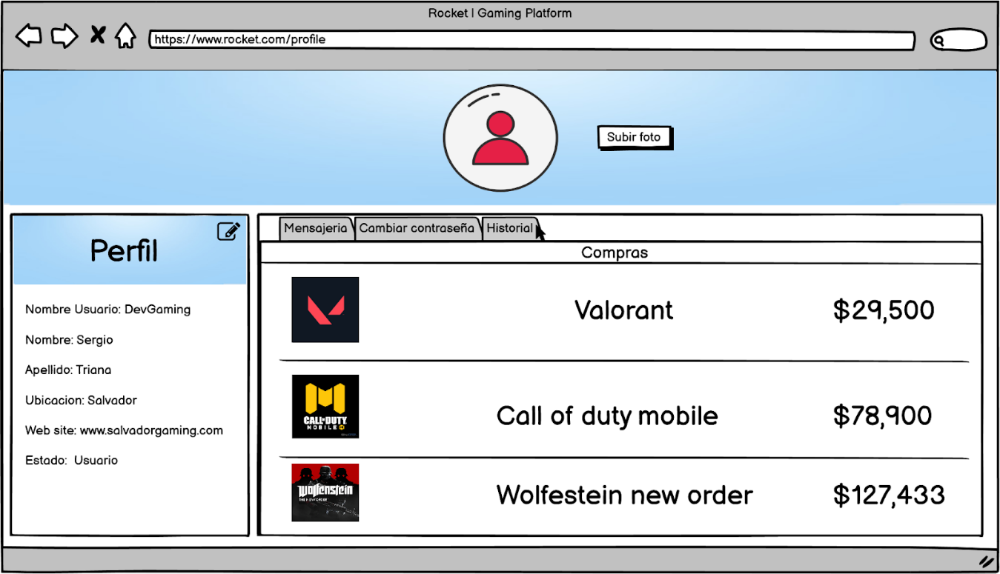 Rocket | Gaming Platform
https://www.rocket.com/profile
Subir foto
Perfil
Nombre Usuario: DevGaming
Nombre: Sergio
Apellido: Triana
Ubicacion: Salvador
Web site: www.salvadorgaming.com
Estado: Usuario
Mensajeria
Cambiar contraseña
Historial
Compras
Valorant
$29,500
CALL OF DUTY
MOBILE
Call of duty mobile
$78,900
Wolfenstein
THE NEW ORDER
Wolfestein new order
$127,433